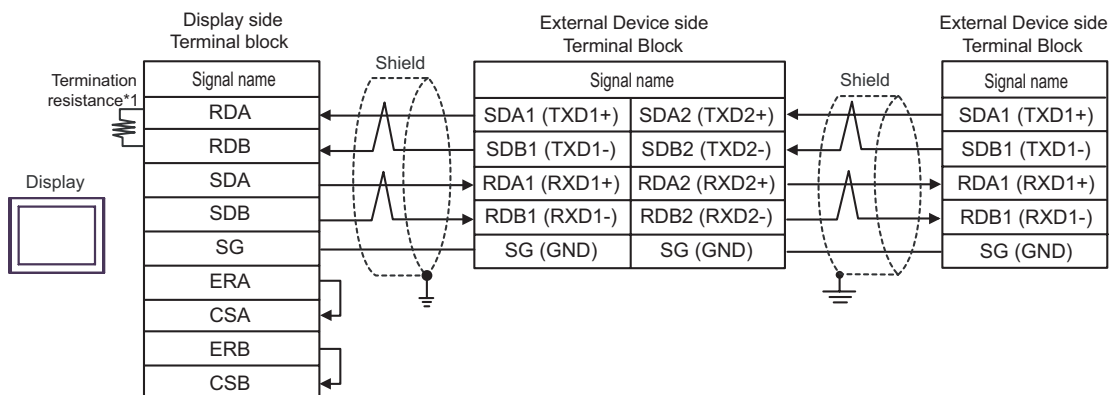 Display side
Terminal block
External Device side
Terminal Block
External Device side
Terminal Block
Termination
resistance*1
Shield
Shield
Display
Signal name
RDA
RDB
SDA
SDB
SG
ERA
CSA
ERB
CSB
Signal name
SDA1 (TXD1+) SDA2 (TXD2+)
SDB1 (TXD1-) SDB2 (TXD2-)
RDA1 (RXD1+) RDA2 (RXD2+)
RDB1 (RXD1-) RDB2 (RXD2-)
SG (GND) SG (GND)
Signal name
SDA1 (TXD1+)
SDB1 (TXD1-)
RDA1 (RXD1+)
RDB1 (RXD1-)
SG (GND)